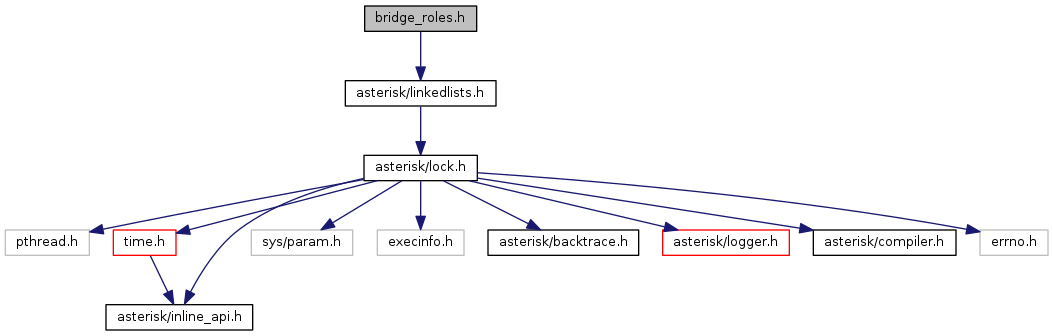 bridge_roles.h
asterisk/linkedlists.h
asterisk/lock.h
pthread.h
time.h
sys/param.h
execinfo.h
asterisk/backtrace.h
asterisk/logger.h
asterisk/compiler.h
errno.h
asterisk/inline_api.h